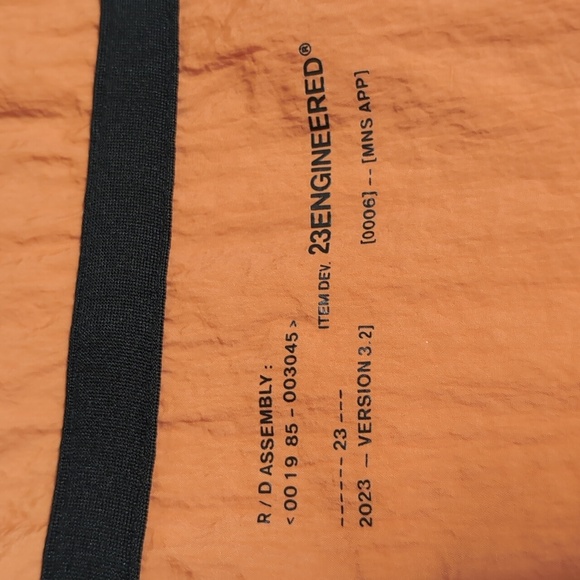 R / D ASSEMBLY :
< 0019 85 - 003045 >
ITEM DEV. 23ENGINEERED®
------ 23 ---
2023 – VERSION 3.2] [0006] -- [MNS APP]